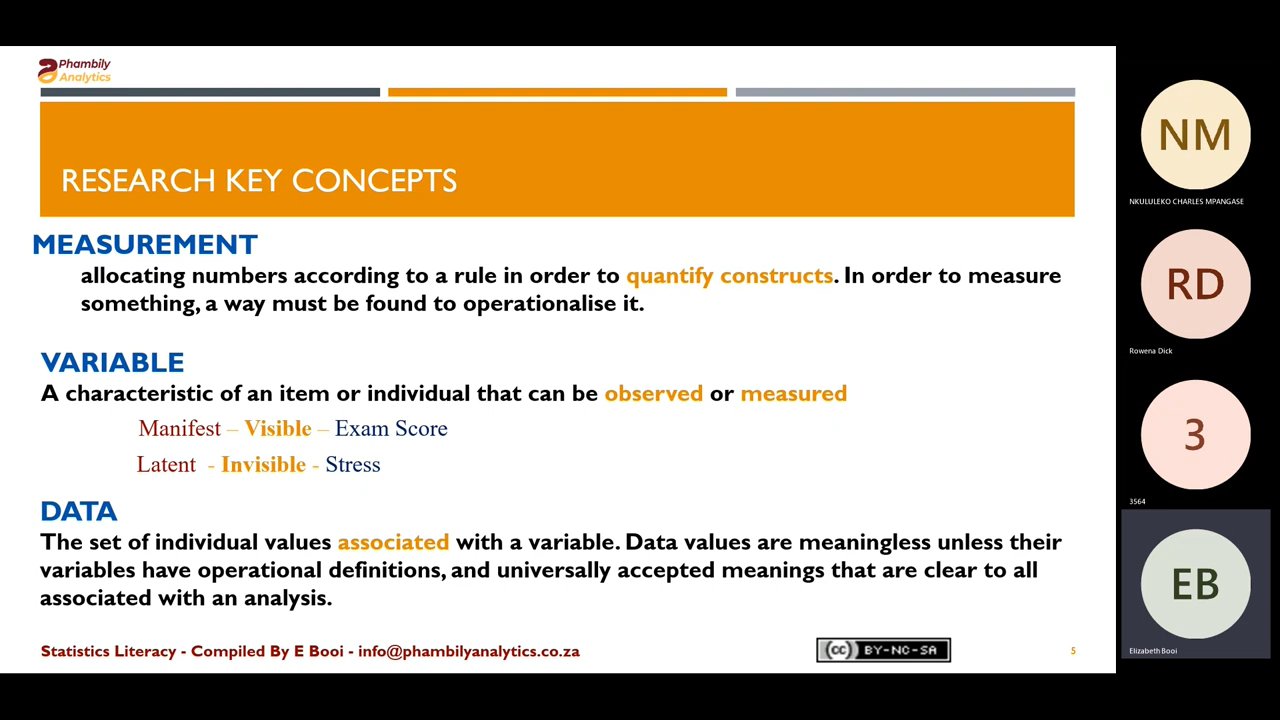 Phambily
Analytics
RESEARCH KEY CONCEPTS
MEASUREMENT
allocating numbers according to a rule in order to quantify constructs. In order to measure
something, a way must be found to operationalise it.
VARIABLE
A characteristic of an item or individual that can be observed or measured
Manifest – Visible – Exam Score
Latent - Invisible - Stress
DATA
The set of individual values associated with a variable. Data values are meaningless unless their
variables have operational definitions, and universally accepted meanings that are clear to all
associated with an analysis.
Statistics Literacy - Compiled By E Booi - info@phambilyanalytics.co.za
cc BY-NC-SA
5
NM
NKULULEKO CHARLES MPANGASE
RD
Rowena Dick
3
3564
EB
Elizabeth Booi